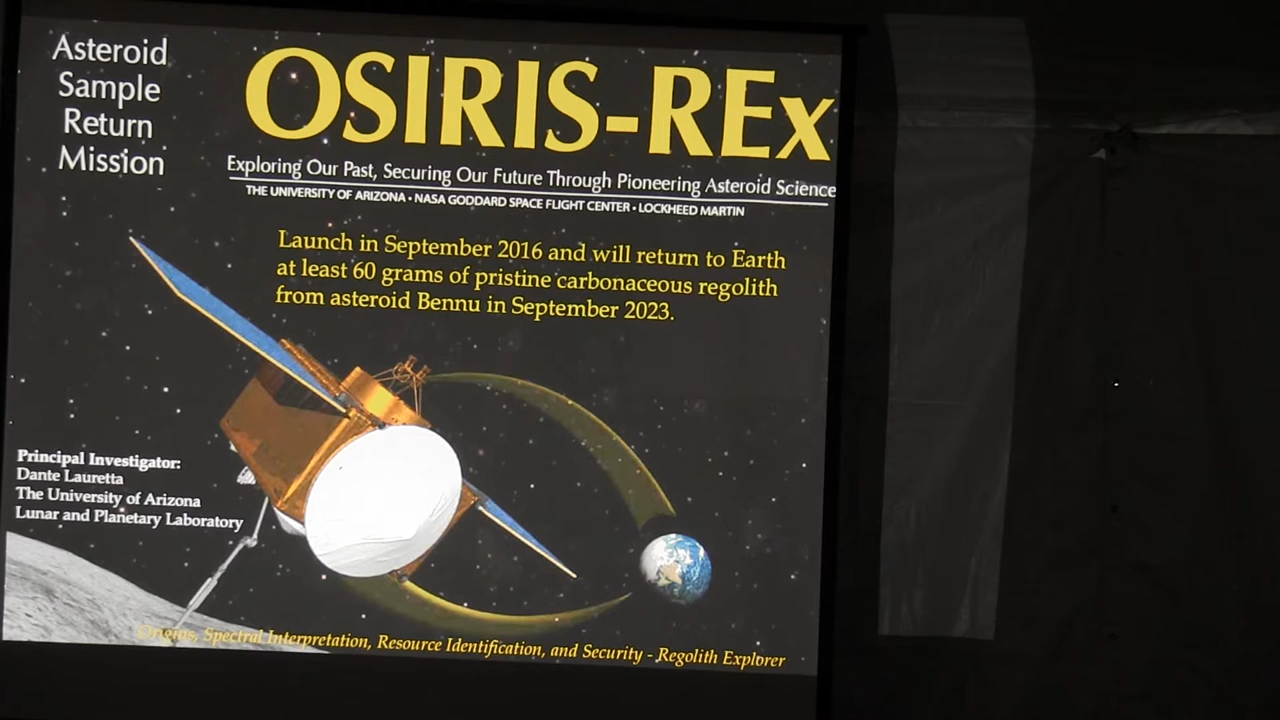 Asteroid
Sample
Return
Mission
OSIRIS-REx
Exploring Our Past, Securing Our Future Through Pioneering Asteroid Science
THE UNIVERSITY OF ARIZONA • NASA GODDARD SPACE FLIGHT CENTER • LOCKHEED MARTIN
Launch in September 2016 and will return to Earth
at least 60 grams of pristine carbonaceous regolith
from asteroid Bennu in September 2023.
Principal Investigator:
Dante Lauretta
The University of Arizona
Lunar and Planetary Laboratory
Origins, Spectral Interpretation, Resource Identification, and Security - Regolith Explorer